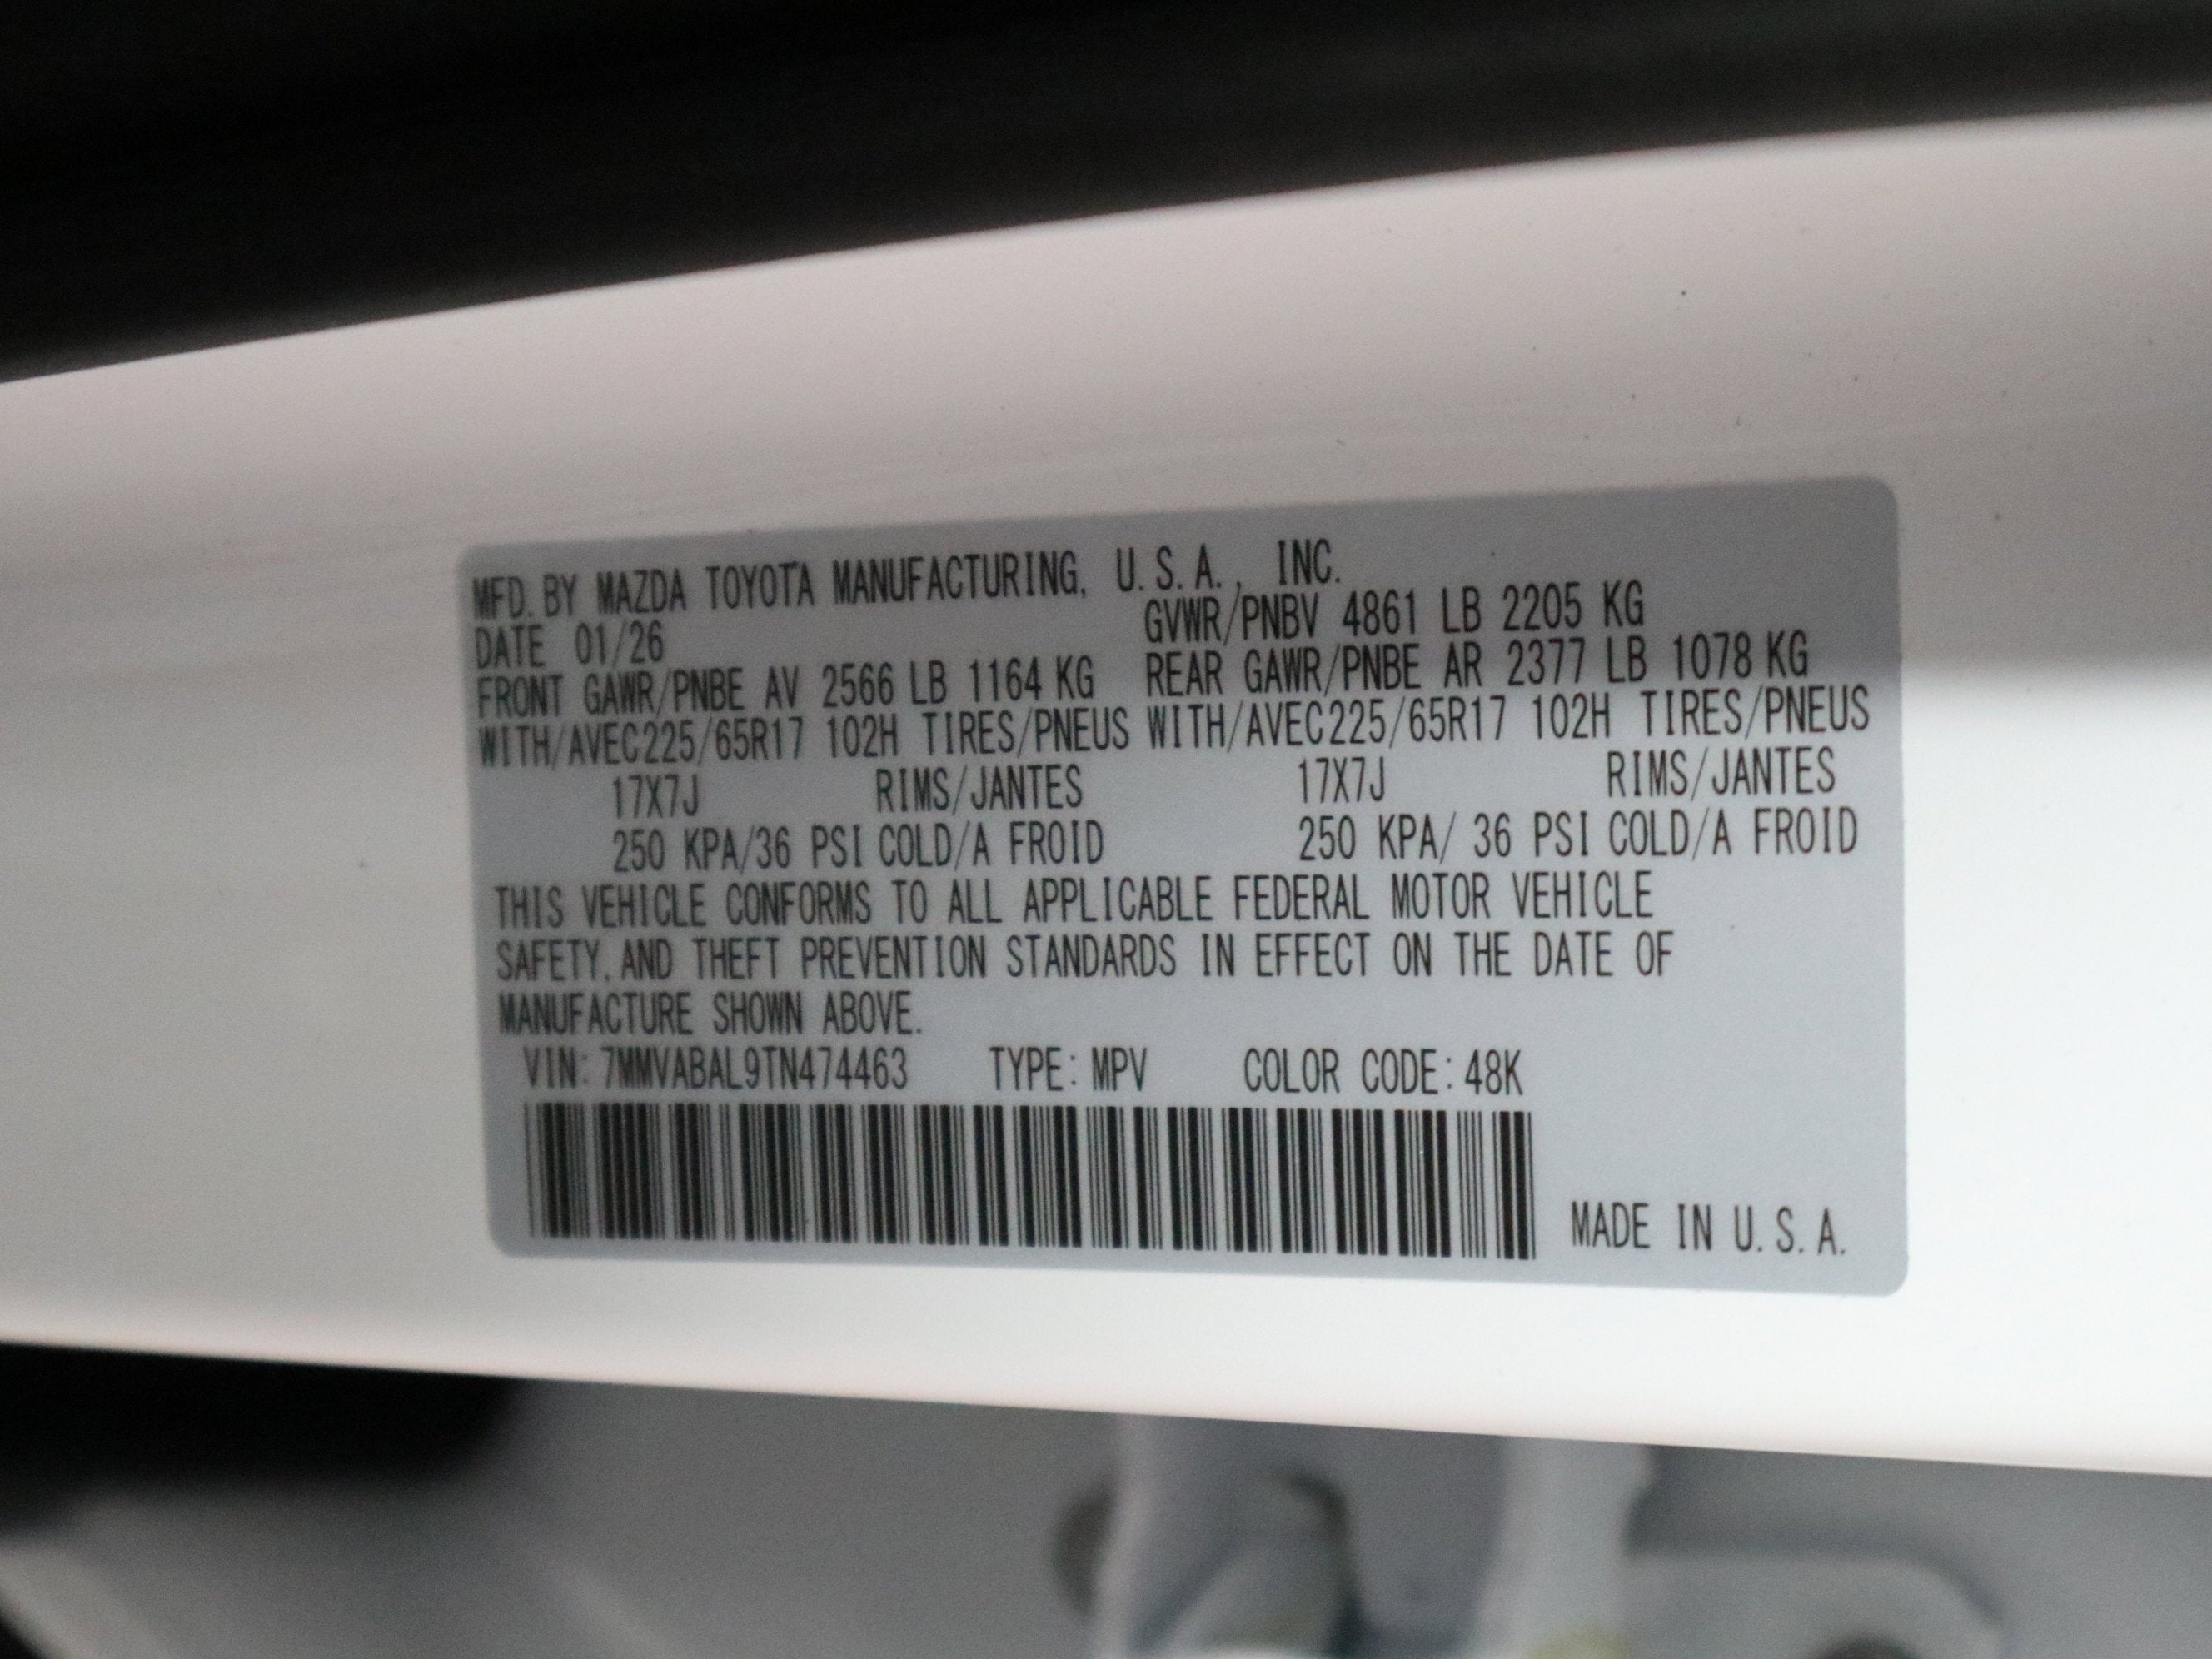 MFD. BY MAZDA TOYOTA MANUFACTURING, U.S.A., INC.
DATE 01/26 GVWR/PNBV 4861 LB 2205 KG
FRONT GAWR/PNBE AV 2566 LB 1164 KG REAR GAWR/PNBE AR 2377 LB 1078 KG
WITH/AVEC225/65R17 102H TIRES/PNEUS WITH/AVEC225/65R17 102H TIRES/PNEUS
17X7J RIMS/JANTES 17X7J RIMS/JANTES
250 KPA/36 PSI COLD/A FROID 250 KPA/ 36 PSI COLD/A FROID
THIS VEHICLE CONFORMS TO ALL APPLICABLE FEDERAL MOTOR VEHICLE
SAFETY, AND THEFT PREVENTION STANDARDS IN EFFECT ON THE DATE OF
MANUFACTURE SHOWN ABOVE.
VIN: 7MMVABAL9TN474463 TYPE: MPV COLOR CODE: 48K
MADE IN U.S.A.